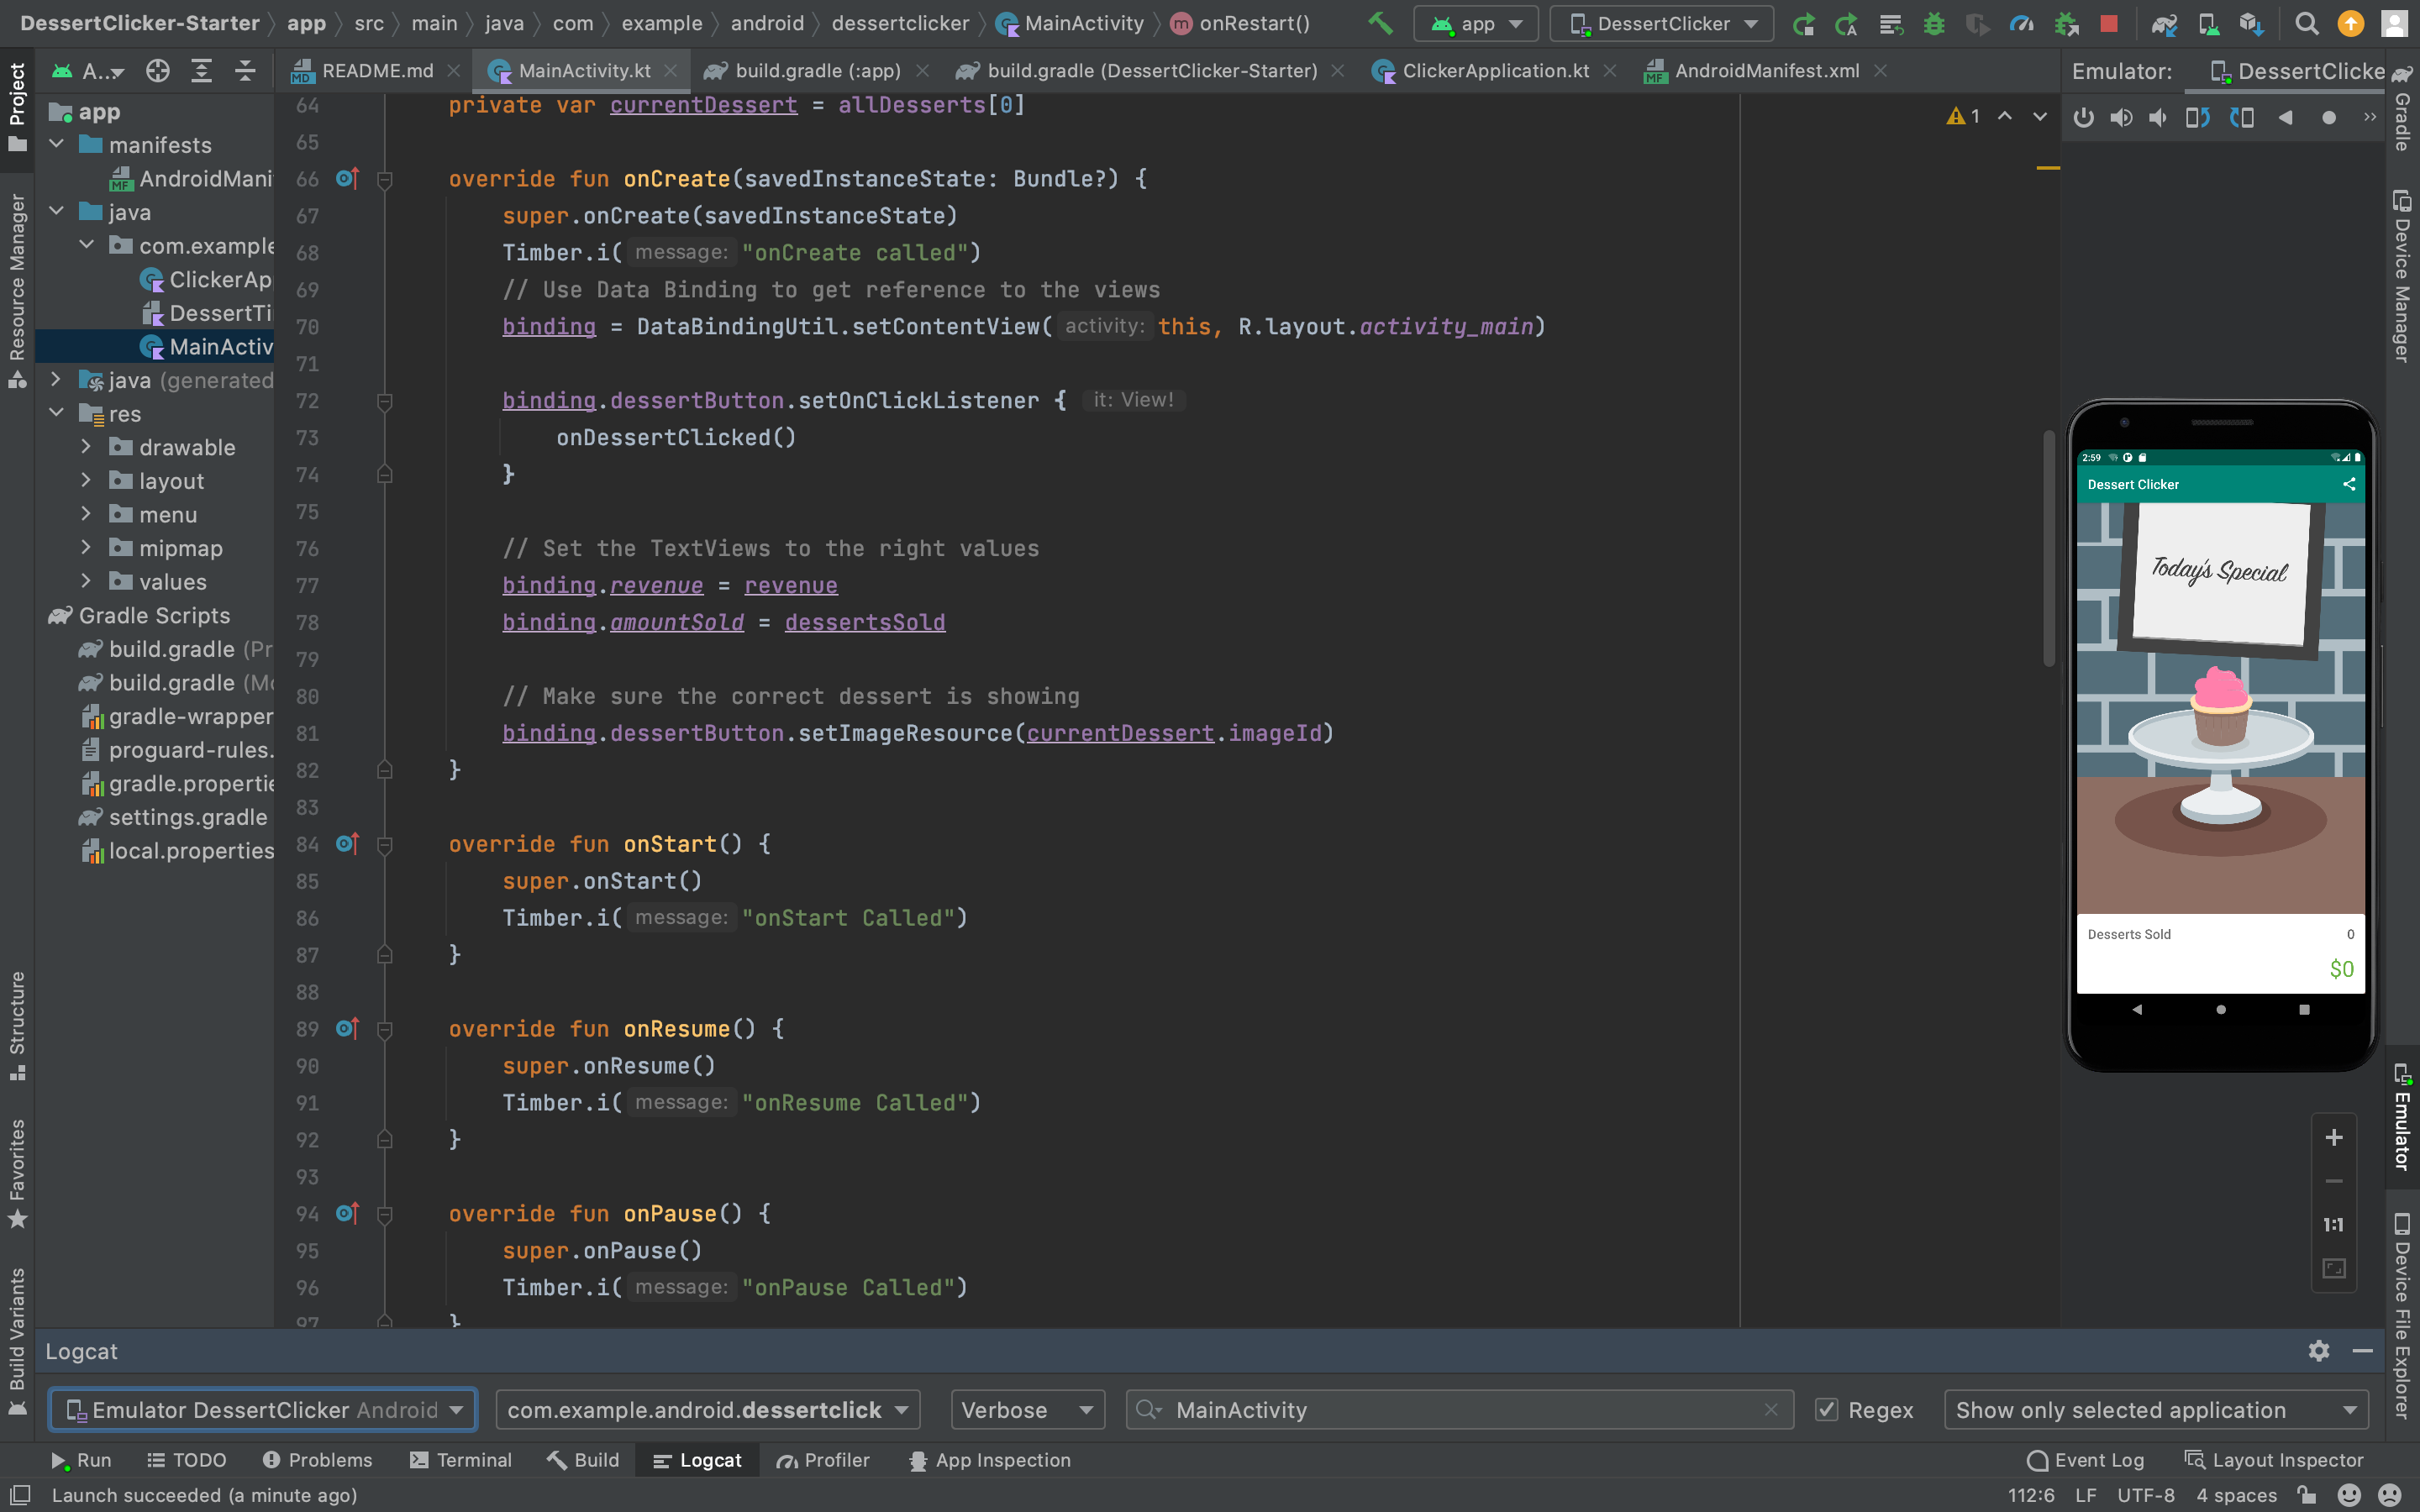 DessertClicker-Starter app src main java com example android dessertclicker MainActivity onRestart() app DessertClicker
Project A.. README.md MainActivity.kt build.gradle (:app) build.gradle (DessertClicker-Starter) ClickerApplication.kt AndroidManifest.xml Emulator: DessertClicke Gradle
app
manifests
AndroidMani
java
com.example
ClickerAp
DessertTi
MainActiv
java (generated
res
drawable
layout
menu
mipmap
values
Gradle Scripts
build.gradle (Pr
build.gradle (Mo
gradle-wrapper
proguard-rules.
gradle.propertie
settings.gradle
local.properties
Resource Manager
Structure
Favorites
Build Variants
64 private var currentDessert = allDesserts[0]
65
66 override fun onCreate(savedInstanceState: Bundle?) {
67 super.onCreate(savedInstanceState)
68 Timber.i( message: "onCreate called")
69 // Use Data Binding to get reference to the views
70 binding = DataBindingUtil.setContentView( activity: this, R.layout.activity_main)
71
72 binding.dessertButton.setOnClickListener { it: View!
73 onDessertClicked()
74 }
75
76 // Set the TextViews to the right values
77 binding.revenue = revenue
78 binding.amountSold = dessertsSold
79
80 // Make sure the correct dessert is showing
81 binding.dessertButton.setImageResource(currentDessert.imageId)
82 }
83
84 override fun onStart() {
85 super.onStart()
86 Timber.i( message: "onStart Called")
87 }
88
89 override fun onResume() {
90 super.onResume()
91 Timber.i( message: "onResume Called")
92 }
93
94 override fun onPause() {
95 super.onPause()
96 Timber.i( message: "onPause Called")
97 }
1
2:59
Dessert Clicker
Today's Special
Desserts Sold 0
$0
1:1
Device Manager
Emulator
Device File Explorer
Logcat
Emulator DessertClicker Android com.example.android.dessertclick Verbose MainActivity Regex Show only selected application
Run TODO Problems Terminal Build Logcat Profiler App Inspection Event Log Layout Inspector
Launch succeeded (a minute ago) 112:6 LF UTF-8 4 spaces